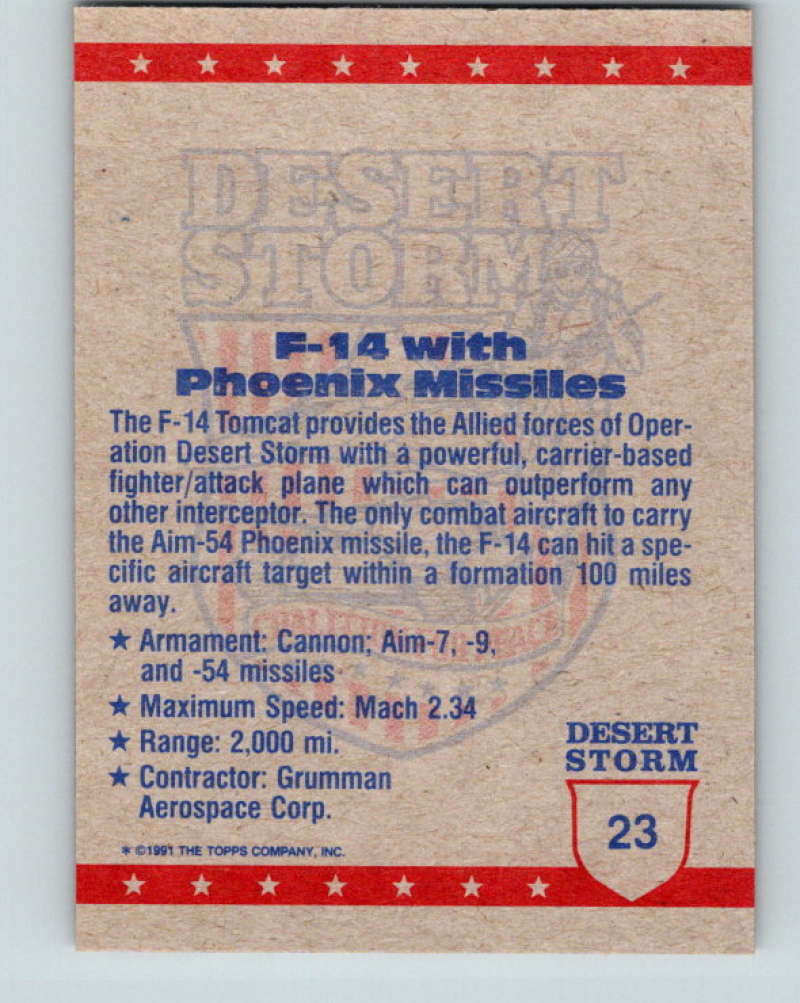 DESERT
STORM
F-14 with
Phoenix Missiles
The F-14 Tomcat provides the Allied forces of Oper-
ation Desert Storm with a powerful, carrier-based
fighter/attack plane which can outperform any
other interceptor. The only combat aircraft to carry
the Aim-54 Phoenix missile, the F-14 can hit a spe-
cific aircraft target within a formation 100 miles
away.
★ Armament: Cannon; Aim-7, -9,
and -54 missiles
★ Maximum Speed: Mach 2.34
★ Range: 2,000 mi.
★ Contractor: Grumman
Aerospace Corp.
* ©1991 THE TOPPS COMPANY, INC.
DESERT
STORM
23